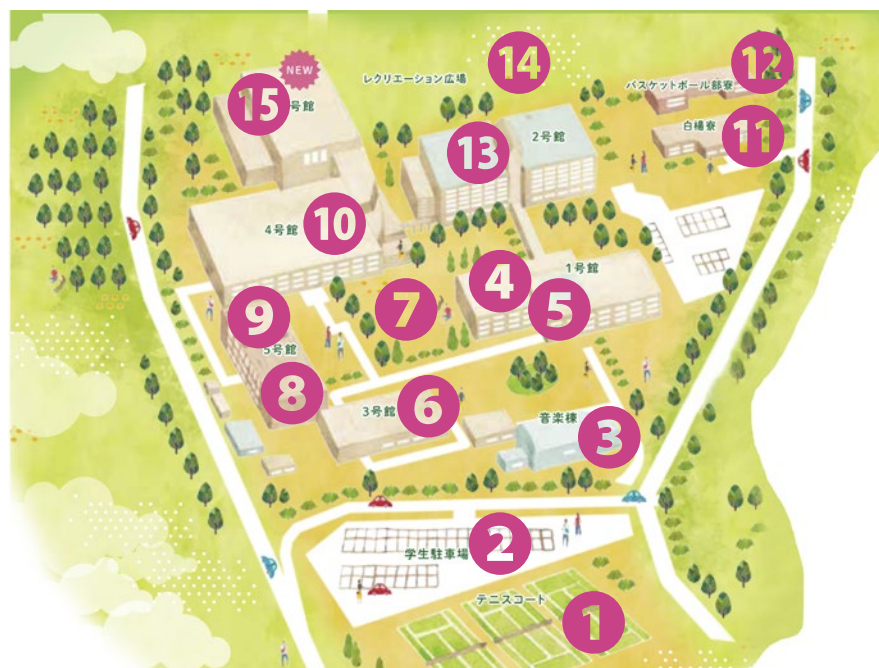 NEW
レクリエーション広場
14
12
バスケットボール部寮
15
号館
白楊寮
11
13
2号館
4号館
10
4
1号館
9
7
5
5号館
8
3号館
6
音楽棟
3
学生駐車場
2
テニスコート
1